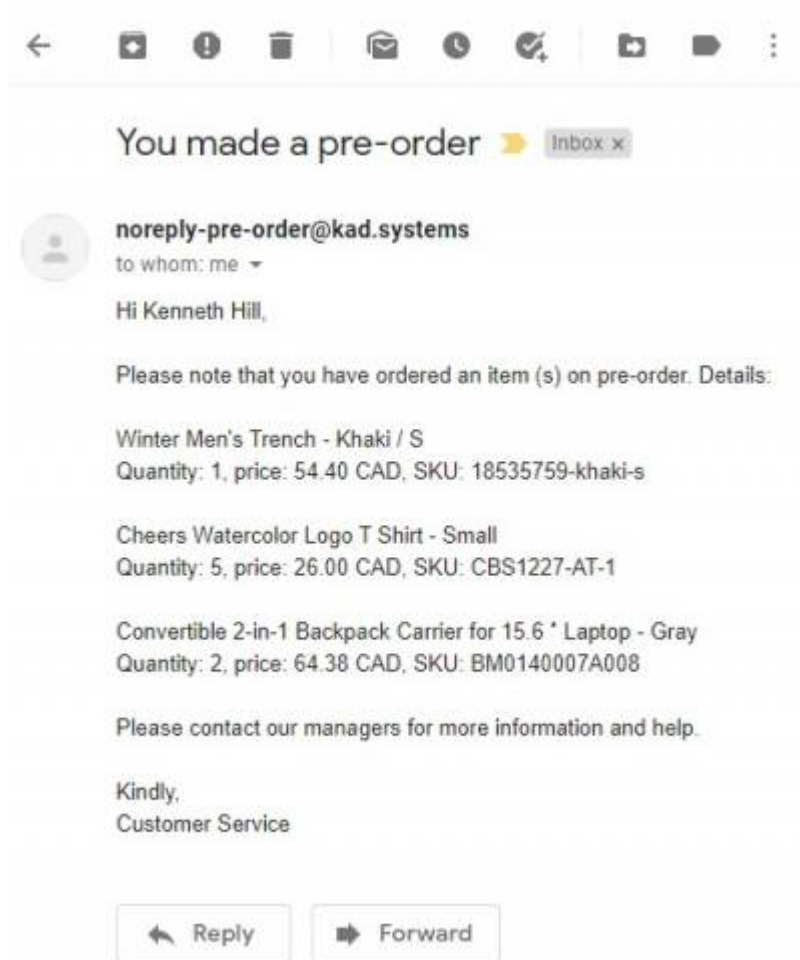 You made a pre-order
Inbox x
noreply-pre-order@kad.systems
to whom: me
Hi Kenneth Hill,
Please note that you have ordered an item (s) on pre-order. Details:
Winter Men's Trench - Khaki / S
Quantity: 1, price: 54.40 CAD, SKU: 18535759-khaki-s
Cheers Watercolor Logo T Shirt - Small
Quantity: 5, price: 26.00 CAD, SKU: CBS1227-AT-1
Convertible 2-in-1 Backpack Carrier for 15.6 " Laptop - Gray
Quantity: 2, price: 64.38 CAD, SKU: BM0140007A008
Please contact our managers for more information and help.
Kindly,
Customer Service
Reply
Forward